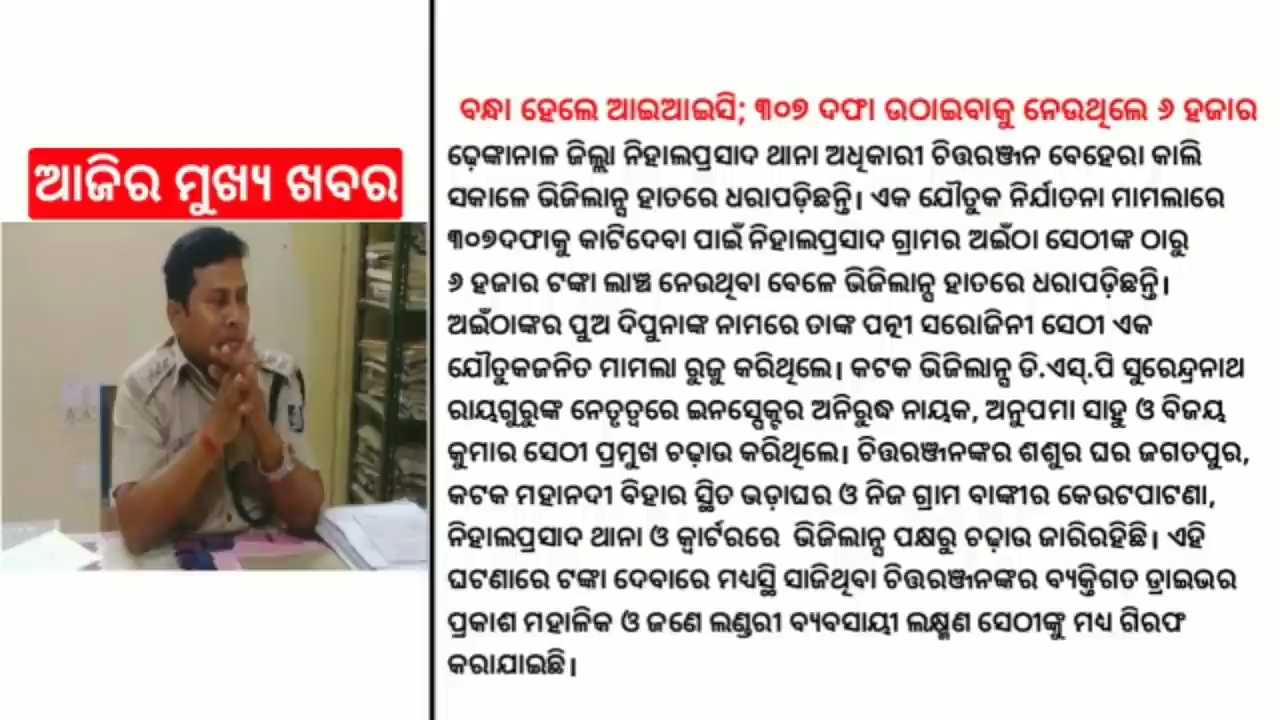 ଆଜିର ମୁଖ୍ୟ ଖବର
ବନ୍ଧା ହେଲେ ଆଇଆଇସି; ୩୦୭ ଦଫା ଉଠାଇବାକୁ ନେଉଥିଲେ ୬ ହଜାର
ଢ଼େଙ୍କାନାଳ ଜିଲ୍ଲା ନିହାଲପ୍ରସାଦ ଥାନା ଅଧିକାରୀ ଚିତ୍ତରଞ୍ଜନ ବେହେରା କାଲି
ସକାଳେ ଭିଜିଲାନ୍ସ ହାତରେ ଧରାପଡ଼ିଛନ୍ତି। ଏକ ଯୌତୁକ ନିର୍ଯାତନା ମାମଲାରେ
୩୦୭ଦଫାକୁ କାଟିଦେବା ପାଇଁ ନିହାଲପ୍ରସାଦ ଗ୍ରାମର ଅଇଁଠା ସେଠୀଙ୍କ ଠାରୁ
୬ ହଜାର ଟଙ୍କା ଲାଞ୍ଚ ନେଉଥିବା ବେଳେ ଭିଜିଲାନ୍ସ ହାତରେ ଧରାପଡ଼ିଛନ୍ତି।
ଅଇଁଠାଙ୍କର ପୁଅ ଦିପୁନାଙ୍କ ନାମରେ ତାଙ୍କ ପତ୍ନୀ ସରୋଜିନୀ ସେଠୀ ଏକ
ଯୌତୁକଜନିତ ମାମଲା ରୁଜୁ କରିଥିଲେ। କଟକ ଭିଜିଲାନ୍ସ ଡି.ଏସ୍.ପି ସୁରେନ୍ଦ୍ରନାଥ
ରାୟଗୁରୁଙ୍କ ନେତୃତ୍ୱରେ ଇନସ୍ପେକ୍ଟର ଅନିରୁଦ୍ଧ ନାୟକ, ଅନୁପମା ସାହୁ ଓ ବିଜୟ
କୁମାର ସେଠୀ ପ୍ରମୁଖ ଚଢ଼ାଉ କରିଥିଲେ। ଚିତ୍ତରଞ୍ଜନଙ୍କର ଶଶୁର ଘର ଜଗତପୁର,
କଟକ ମହାନଦୀ ବିହାର ସ୍ଥିତ ଭଡ଼ାଘର ଓ ନିଜ ଗ୍ରାମ ବାଙ୍କୀର କେଉଟପାଟଣା,
ନିହାଲପ୍ରସାଦ ଥାନା ଓ କ୍ୱାର୍ଟରରେ ଭିଜିଲାନ୍ସ ପକ୍ଷରୁ ଚଢ଼ାଉ ଜାରିରହିଛି। ଏହି
ଘଟଣାରେ ଟଙ୍କା ଦେବାରେ ମଧ୍ୟସ୍ଥି ସାଜିଥିବା ଚିତ୍ତରଞ୍ଜନଙ୍କର ବ୍ୟକ୍ତିଗତ ଡ୍ରାଇଭର
ପ୍ରକାଶ ମହାଳିକ ଓ ଜଣେ ଲଣ୍ଡରୀ ବ୍ୟବସାୟୀ ଲକ୍ଷ୍ମଣ ସେଠୀଙ୍କୁ ମଧ୍ୟ ଗିରଫ
କରାଯାଇଛି।